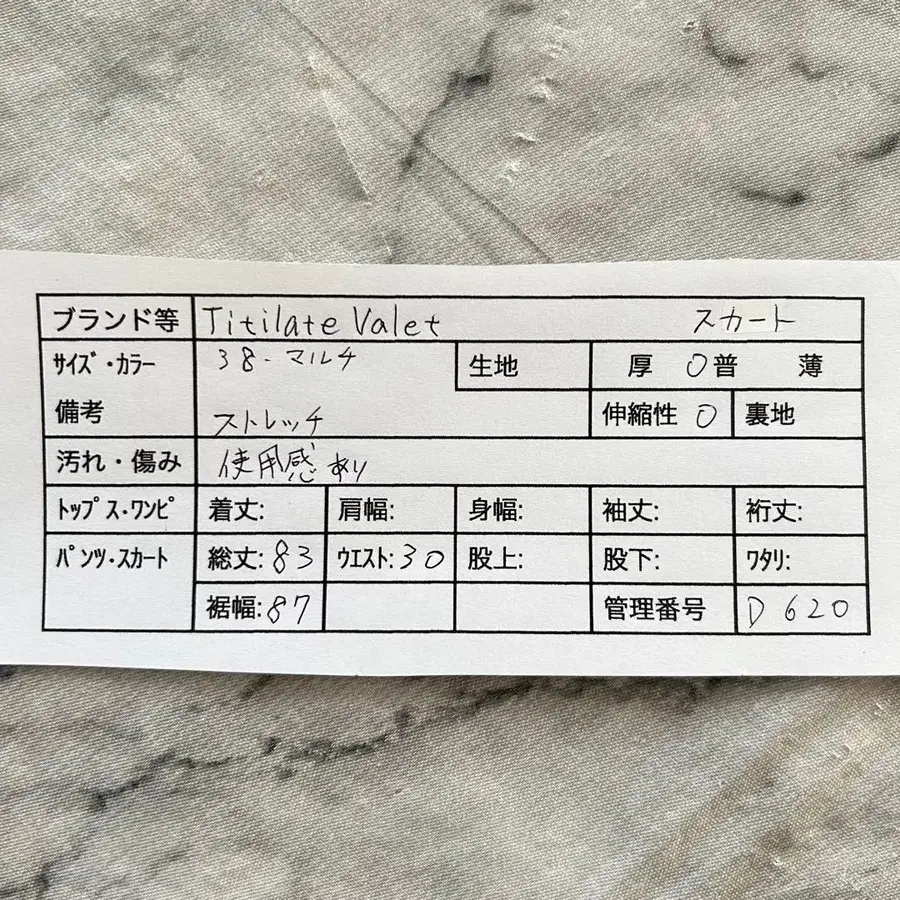 ブランド等 Titilate Valet スカート
サイズ・カラー 38-マルチ 生地 厚 ○普 薄
備考 ストレッチ 伸縮性 ○ 裏地
汚れ・傷み 使用感あり
トップス・ワンピ 着丈: 肩幅: 身幅: 袖丈: 裄丈:
パンツ・スカート 総丈:83 ウエスト:30 股上: 股下: ワタリ:
裾幅:87 管理番号 D620